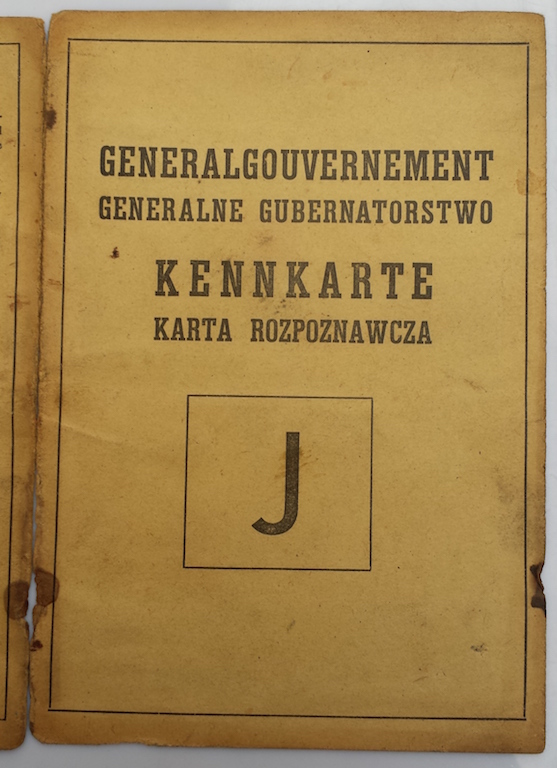 GENERALGOUVERNEMENT
GENERALNE GUBERNATORSTWO
KENNKARTE
KARTA ROZPOZNAWCZA
J